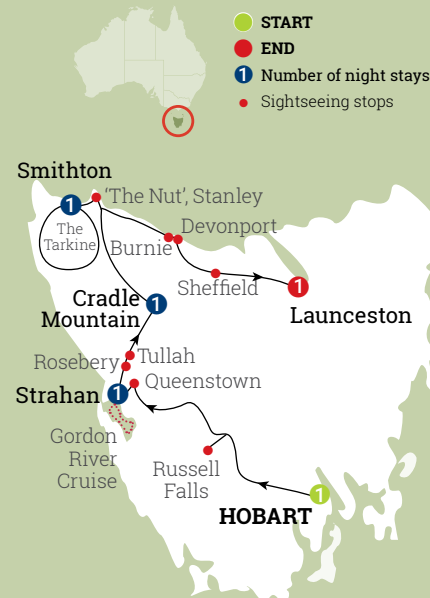 START
END
1 Number of night stays
Sightseeing stops
Smithton
1
'The Nut', Stanley
The
Tarkine
Devonport
Burnie
Sheffield
1
Launceston
Cradle
Mountain
1
Tullah
Rosebery
Queenstown
Strahan
1
Gordon
River
Cruise
Russell
Falls
1
HOBART